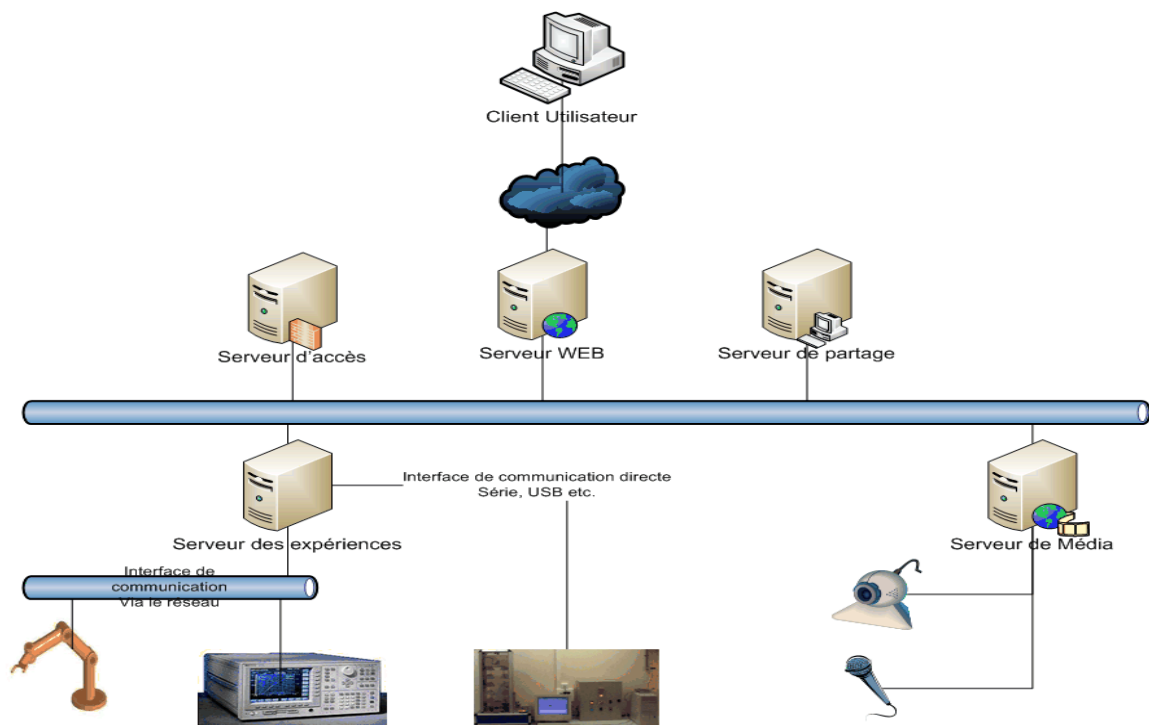 Client Utilisateur
Serveur d'accès
Serveur WEB
Serveur de partage
Interface de communication directe
Série, USB etc.
Serveur des expériences
Serveur de Média
Interface de
communication
Via le réseau